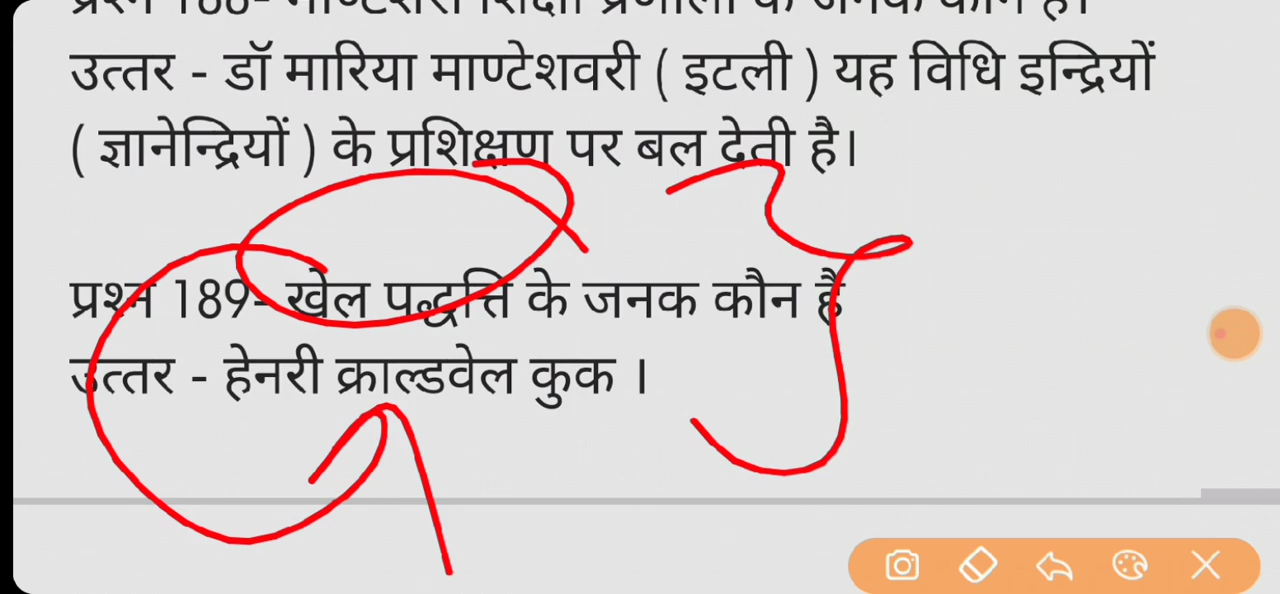 उत्तर - डॉ मारिया माण्टेशवरी ( इटली ) यह विधि इन्द्रियों
( ज्ञानेन्द्रियों ) के प्रशिक्षण पर बल देती है।
प्रश्न 189- खेल पद्धत्ति के जनक कौन है
उत्तर - हेनरी क्राल्डवेल कुक ।